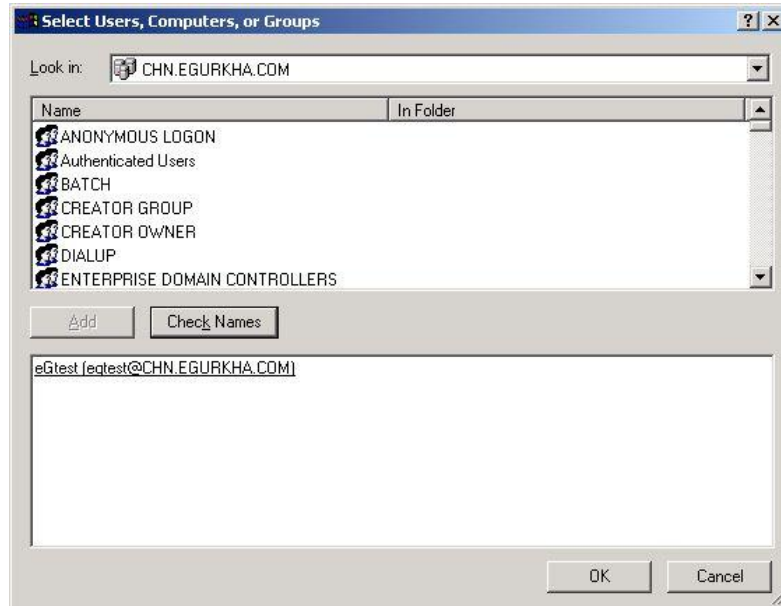 Select Users, Computers, or Groups
Look in: CHN.EGURKHA.COM
Name In Folder
ANONYMOUS LOGON
Authenticated Users
BATCH
CREATOR GROUP
CREATOR OWNER
DIALUP
ENTERPRISE DOMAIN CONTROLLERS
Add Check Names
eGtest (eqtest@CHN.EGURKHA.COM)
OK Cancel